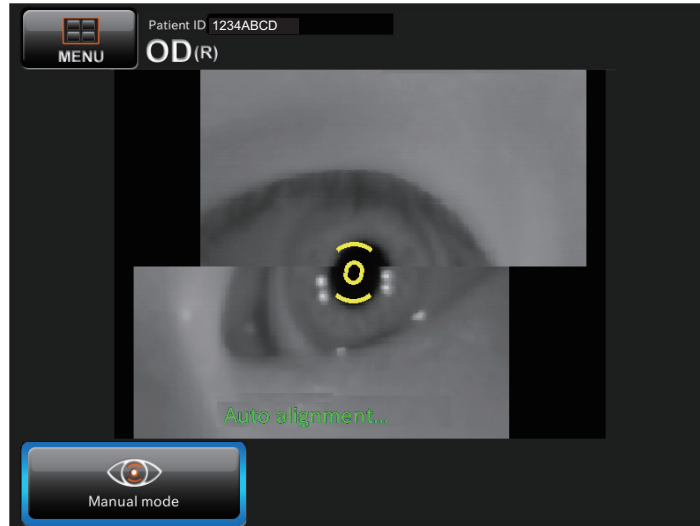 Patient ID 1234ABCD
MENU
OD(R)
Auto alignment...
Manual mode